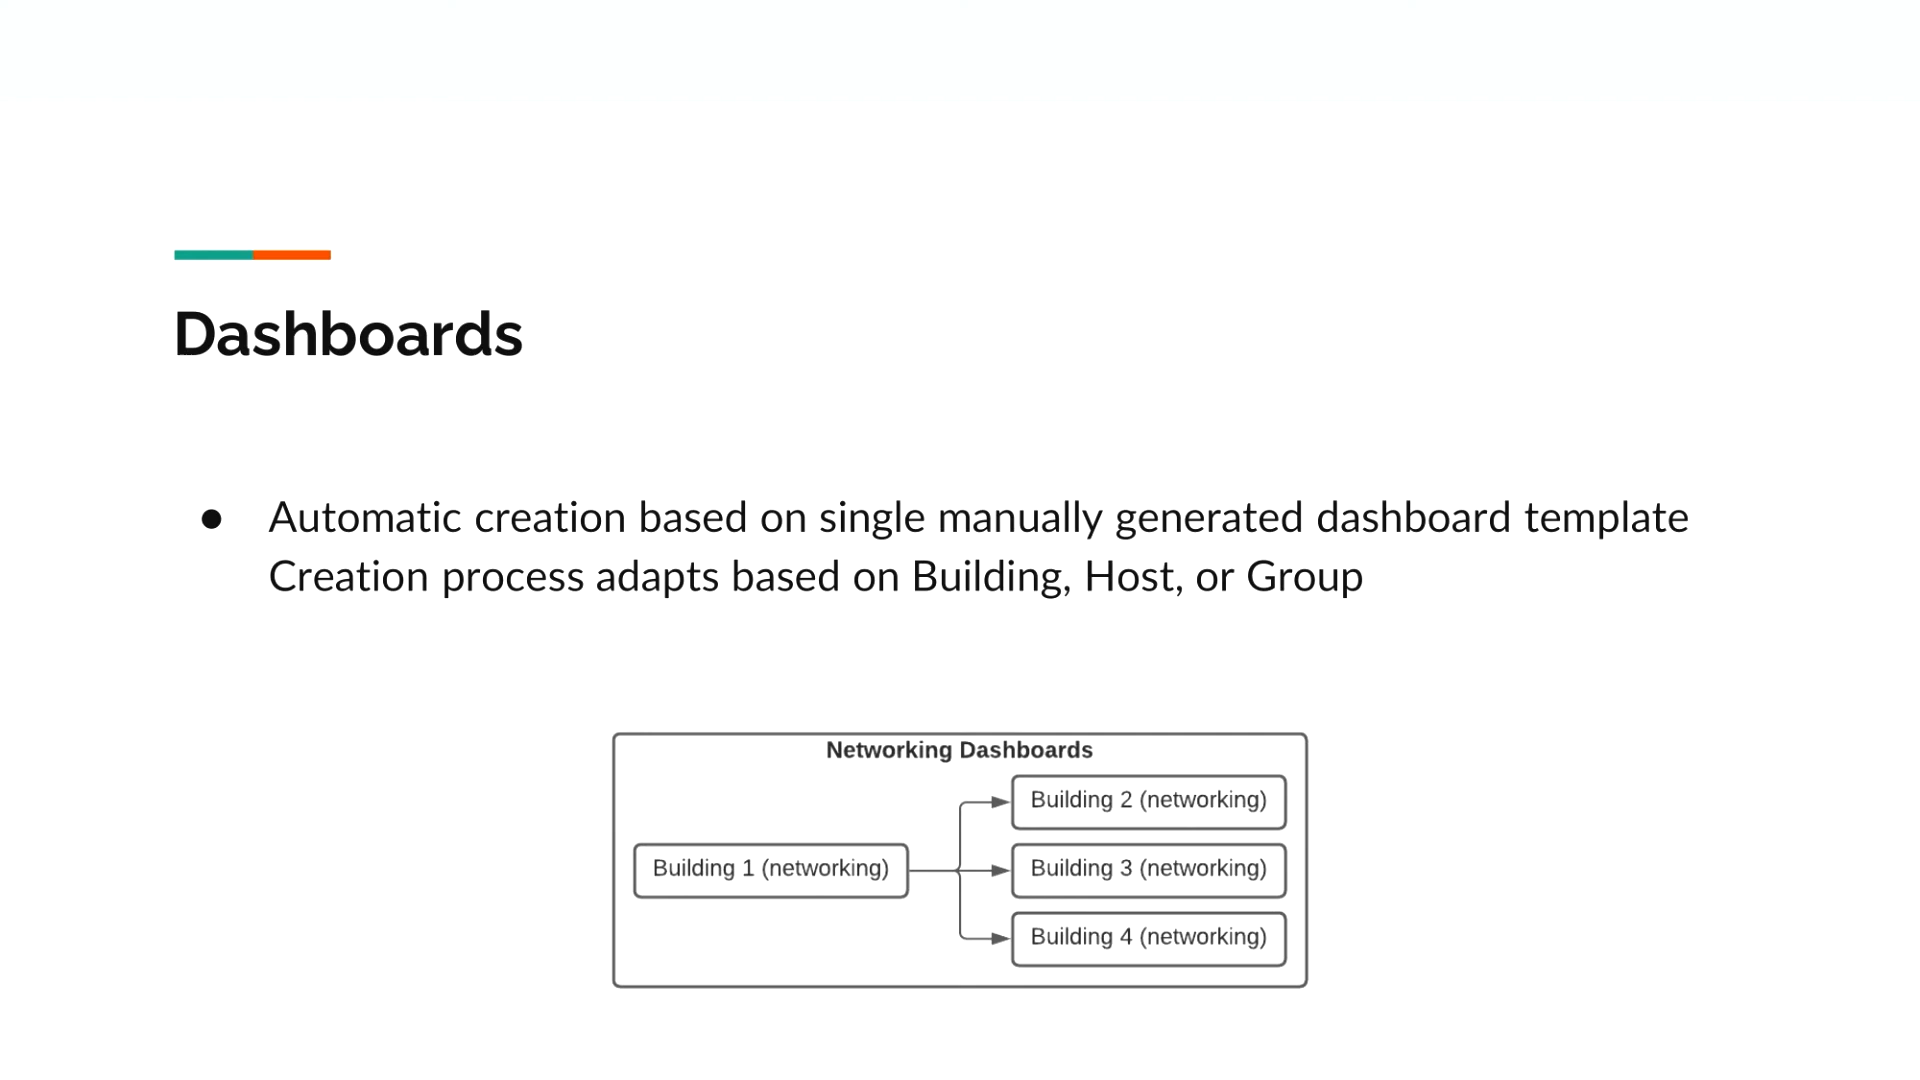 Dashboards
● Automatic creation based on single manually generated dashboard template
Creation process adapts based on Building, Host, or Group
Networking Dashboards
Building 1 (networking)
Building 2 (networking)
Building 3 (networking)
Building 4 (networking)